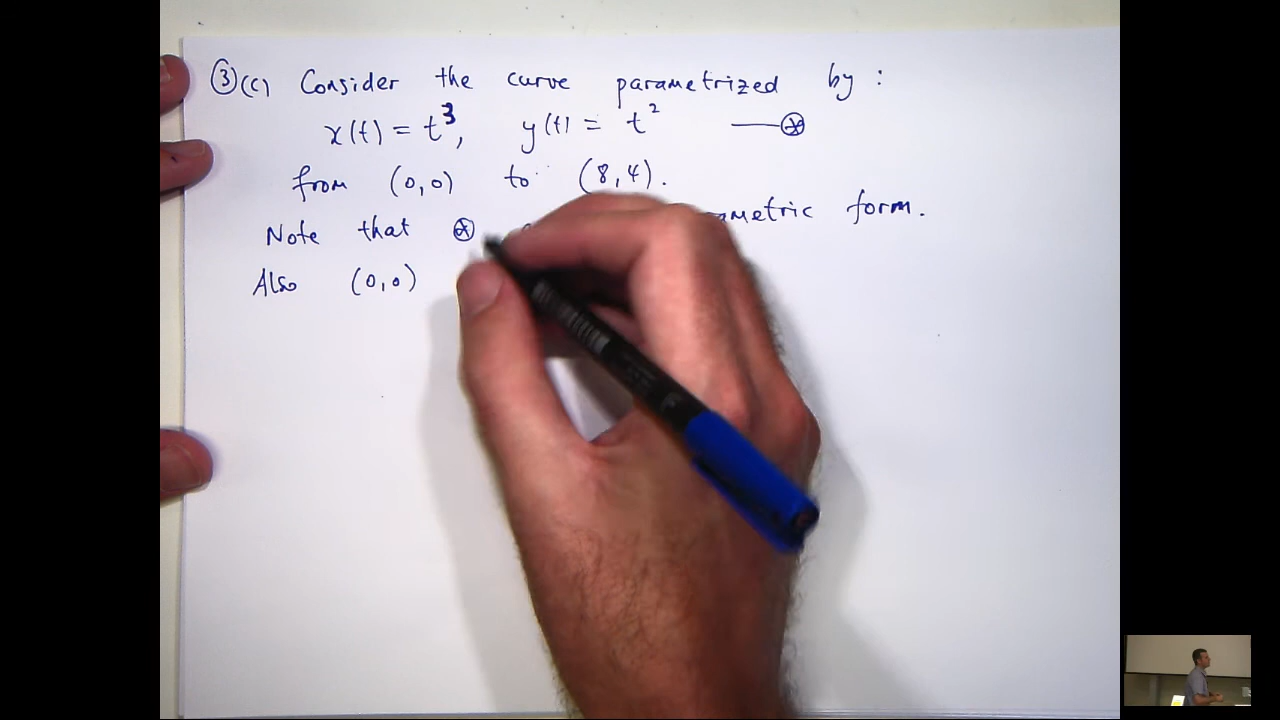 ③(c) Consider the curve parametrized by :
x(t) = t³, y(t) = t² —⊛
from (0,0) to (8,4).
Note that ⊛ form.
Also (0,0)